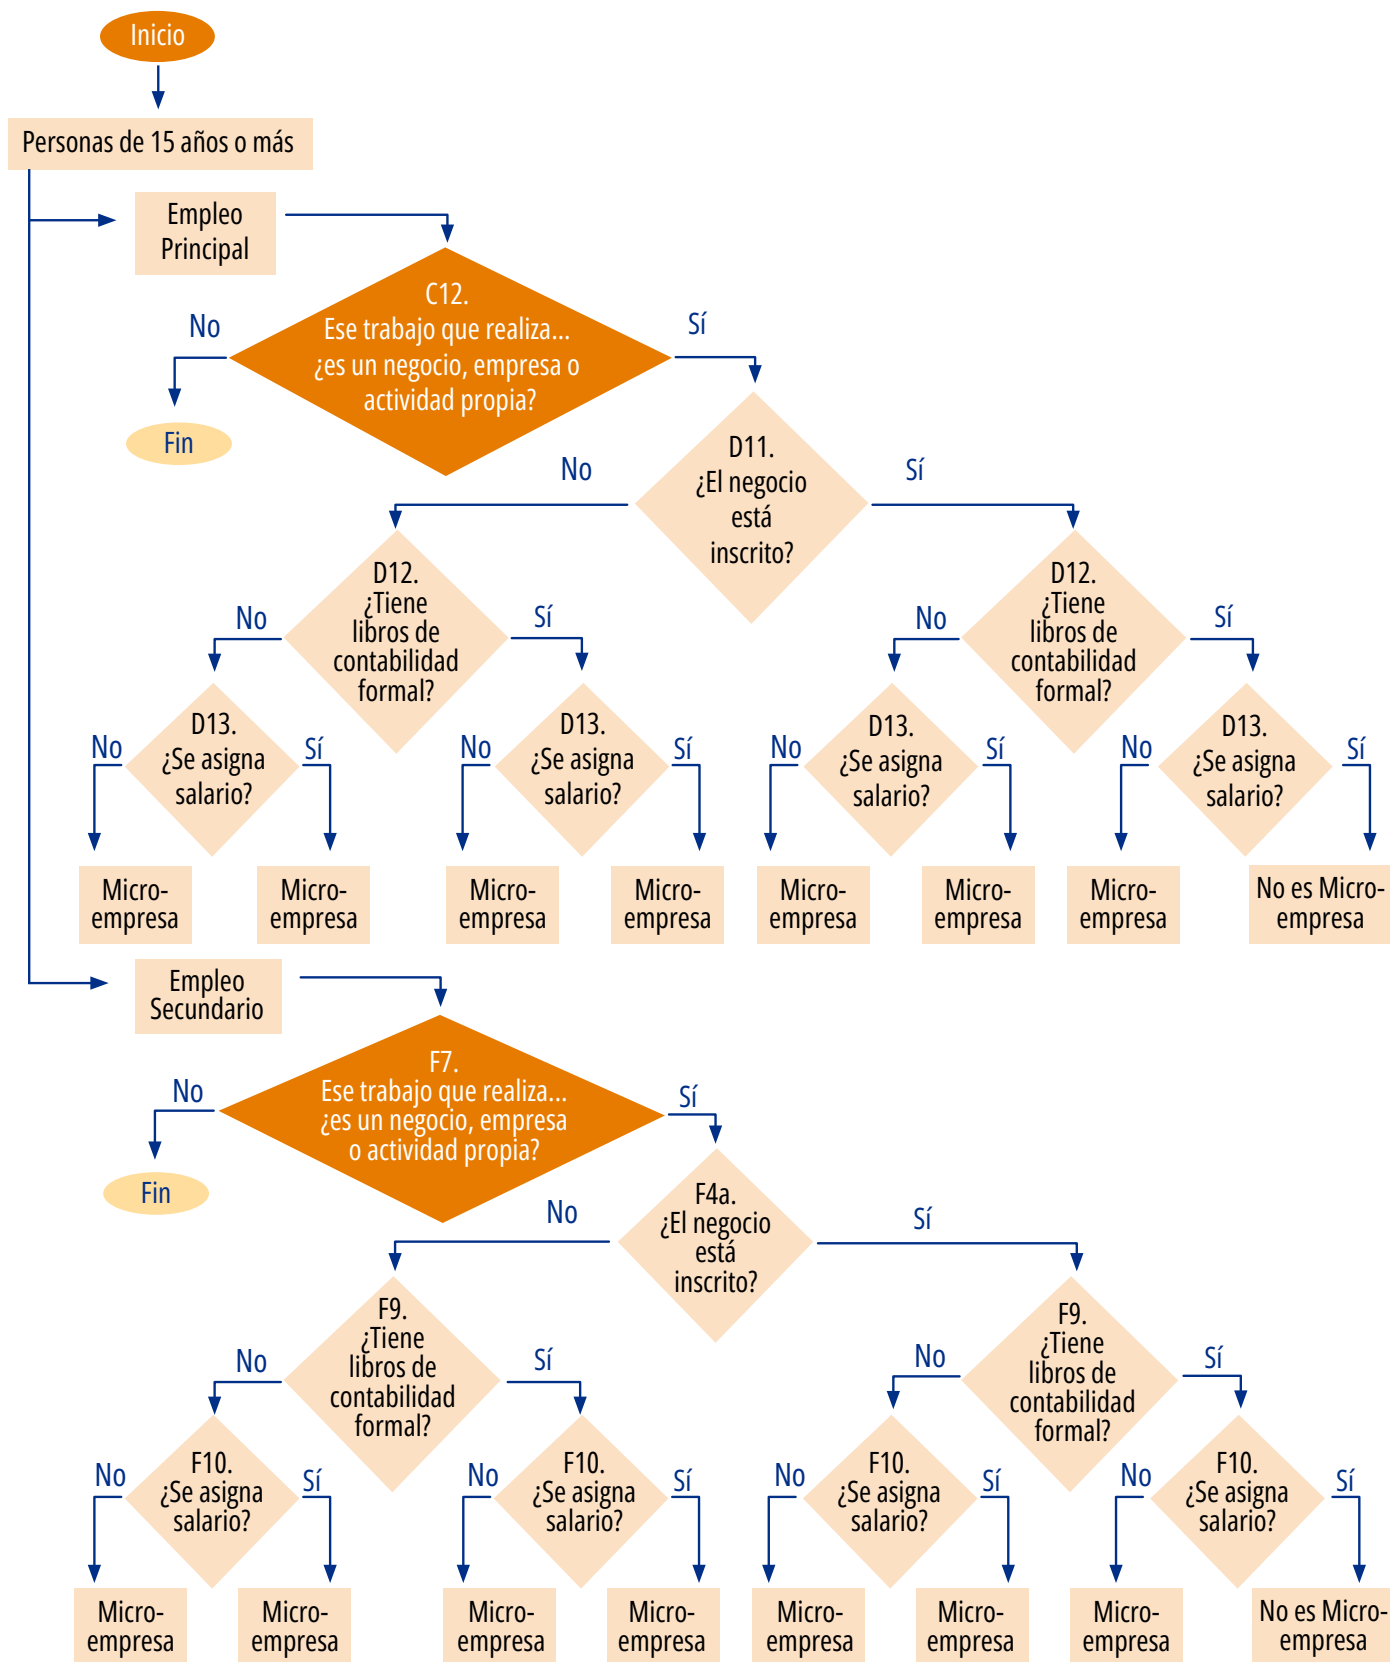 Inicio
Personas de 15 años o más
Empleo
Principal
C12.
Ese trabajo que realiza...
¿es un negocio, empresa o
actividad propia?
No
Sí
Fin
D11.
¿El negocio
está
inscrito?
No
Sí
D12.
¿Tiene
libros de
contabilidad
formal?
No
Sí
D12.
¿Tiene
libros de
contabilidad
formal?
No
Sí
D13.
¿Se asigna
salario?
No
Sí
D13.
¿Se asigna
salario?
No
Sí
D13.
¿Se asigna
salario?
No
Sí
D13.
¿Se asigna
salario?
No
Sí
Micro-
empresa
Micro-
empresa
Micro-
empresa
Micro-
empresa
Micro-
empresa
Micro-
empresa
Micro-
empresa
No es Micro-
empresa
Empleo
Secundario
F7.
Ese trabajo que realiza...
¿es un negocio, empresa
o actividad propia?
No
Sí
Fin
F4a.
¿El negocio
está
inscrito?
No
Sí
F9.
¿Tiene
libros de
contabilidad
formal?
No
Sí
F9.
¿Tiene
libros de
contabilidad
formal?
No
Sí
F10.
¿Se asigna
salario?
No
Sí
F10.
¿Se asigna
salario?
No
Sí
F10.
¿Se asigna
salario?
No
Sí
F10.
¿Se asigna
salario?
No
Sí
Micro-
empresa
Micro-
empresa
Micro-
empresa
Micro-
empresa
Micro-
empresa
Micro-
empresa
Micro-
empresa
No es Micro-
empresa